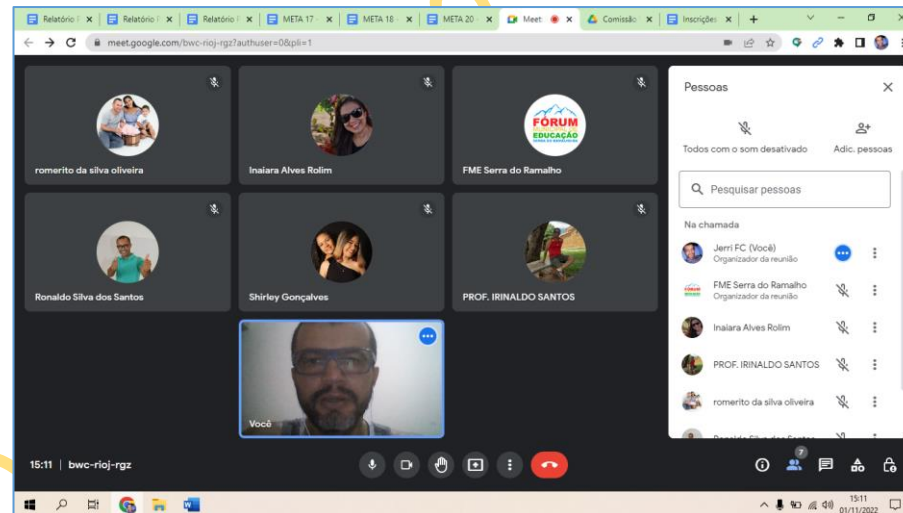 Relatório F
Relatório F
Relatório F
META 17 -
META 18 -
META 20 -
Meet:
Comissão
Inscrições
meet.google.com/bwc-rioj-rgz?authuser=0&pli=1
romerito da silva oliveira
Inaiara Alves Rolim
FÓRUM
EDUCAÇÃO
FME Serra do Ramalho
Ronaldo Silva dos Santos
Shirley Gonçalves
PROF. IRINALDO SANTOS
Você
Pessoas
Todos com o som desativado
Adic. pessoas
Pesquisar pessoas
Na chamada
Jerri FC (Você)
Organizador da reunião
FME Serra do Ramalho
Organizador da reunião
Inaiara Alves Rolim
PROF. IRINALDO SANTOS
romerito da silva oliveira
Ronaldo Silva dos Santos
15:11 | bwc-rioj-rgz
7
15:11
01/11/2022